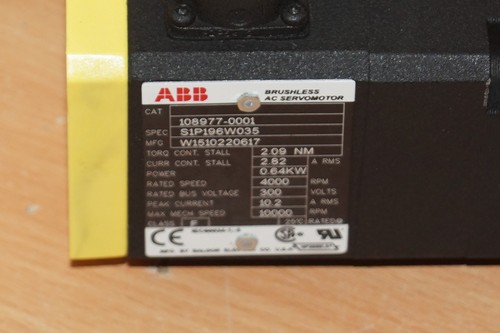 ABB
BRUSHLESS
AC SERVOMOTOR
CAT 108977-0001
SPEC S1P196W035
MFG W1510220617
TORQ CONT. STALL 2.09 NM
CURR CONT. STALL 2.82 A RMS
POWER 0.64KW
RATED SPEED 4000 RPM
RATED BUS VOLTAGE 300 VOLTS
PEAK CURRENT 10.2 A RMS
MAX MECH SPEED 10000 RPM
CLASS F 25°C RATED@
CE